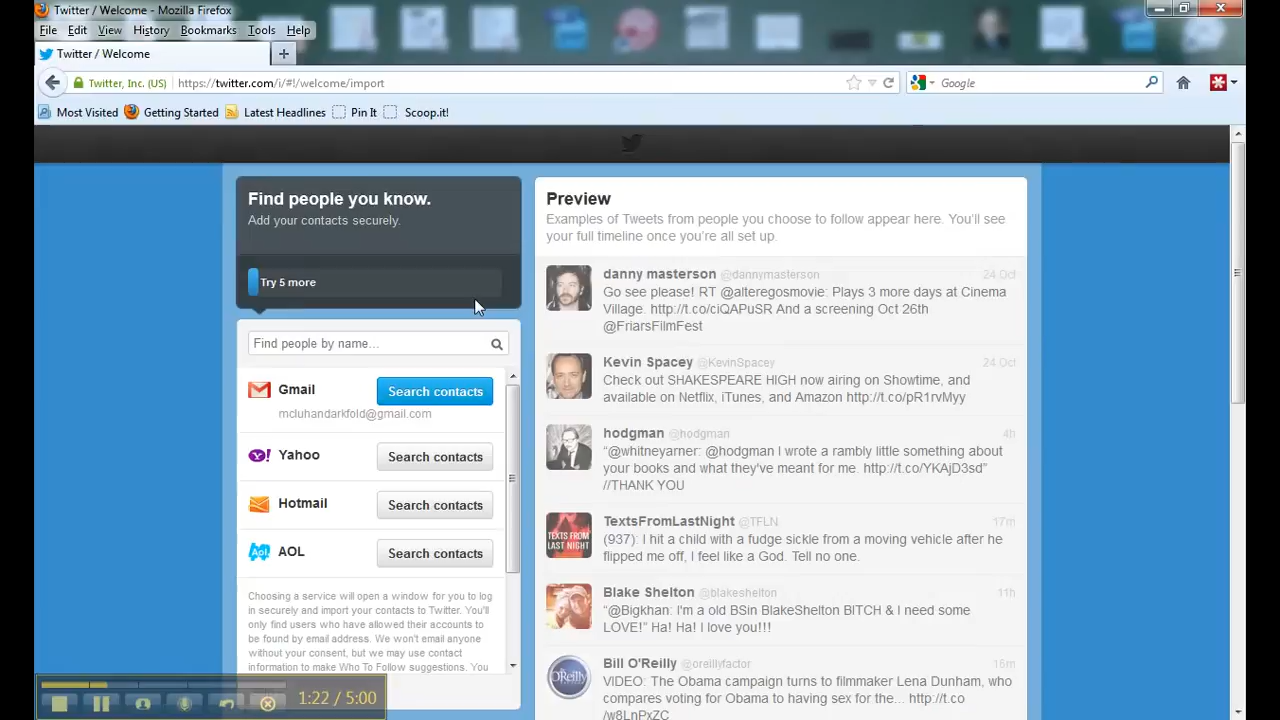 Twitter / Welcome - Mozilla Firefox
File Edit View History Bookmarks Tools Help
Twitter / Welcome
Twitter, Inc. (US) https://twitter.com/i/#!/welcome/import Google
Most Visited Getting Started Latest Headlines Pin It Scoop.it!
Find people you know.
Add your contacts securely.
Try 5 more
Find people by name...
Gmail Search contacts
mcluhandarkfold@gmail.com
Yahoo Search contacts
Hotmail Search contacts
AOL Search contacts
Choosing a service will open a window for you to log
in securely and import your contacts to Twitter. You'll
only find users who have allowed their accounts to
be found by email address. We won't email anyone
without your consent, but we may use contact
information to make Who To Follow suggestions. You
Preview
Examples of Tweets from people you choose to follow appear here. You'll see
your full timeline once you're all set up.
danny masterson @dannymasterson 24 Oct
Go see please! RT @alteregosmovie: Plays 3 more days at Cinema
Village. http://t.co/ciQAPuSR And a screening Oct 26th
@FriarsFilmFest
Kevin Spacey @KevinSpacey 24 Oct
Check out SHAKESPEARE HIGH now airing on Showtime, and
available on Netflix, iTunes, and Amazon http://t.co/pR1rvMyy
hodgman @hodgman 4h
“@whitneyarner: @hodgman I wrote a rambly little something about
your books and what they've meant for me. http://t.co/YKAjD3sd”
//THANK YOU
TEXTS FROM LAST NIGHT
TextsFromLastNight @TFLN 17m
(937): I hit a child with a fudge sickle from a moving vehicle after he
flipped me off, I feel like a God. Tell no one.
Blake Shelton @blakeshelton 11h
“@Bigkhan: I'm a old BSin BlakeShelton BITCH & I need some
LOVE!” Ha! Ha! I love you!!!
Bill O'Reilly @oreillyfactor 16m
VIDEO: The Obama campaign turns to filmmaker Lena Dunham, who
compares voting for Obama to having sex for the... http://t.co
/w8LnPxZC
1:22 / 5:00